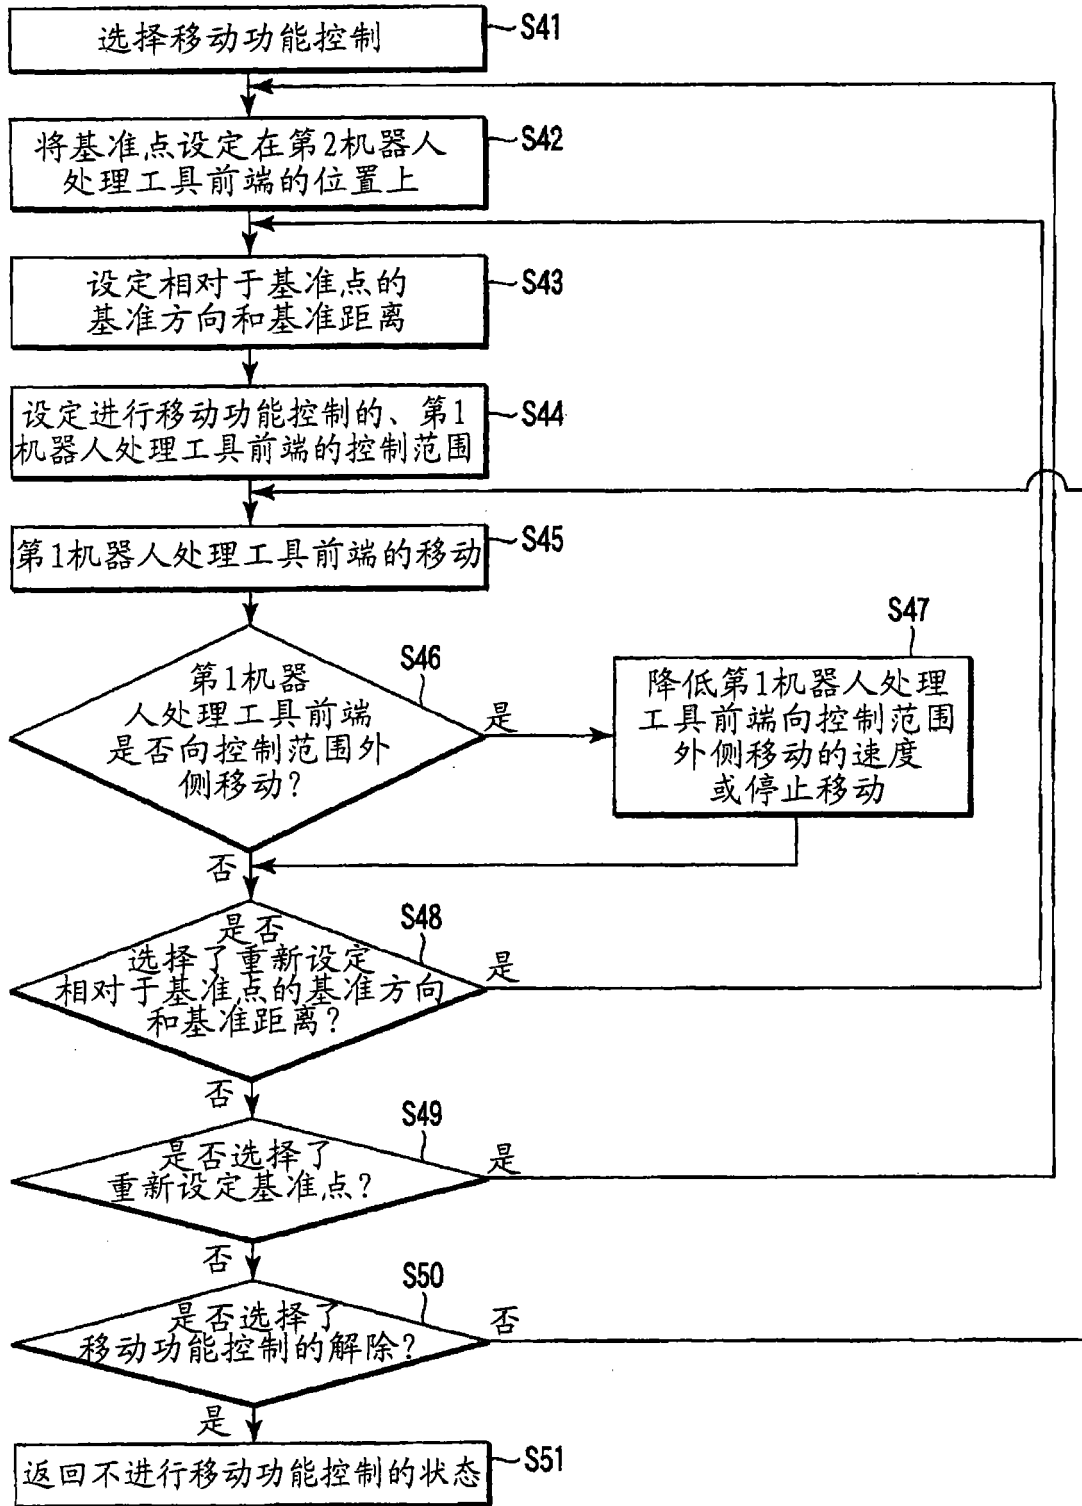 选择移动功能控制
S41
将基准点设定在第2机器人
处理工具前端的位置上
S42
设定相对于基准点的
基准方向和基准距离
S43
设定进行移动功能控制的、第1
机器人处理工具前端的控制范围
S44
第1机器人处理工具前端的移动
S45
第1机器
人处理工具前端
是否向控制范围外
侧移动?
S46
是
降低第1机器人处理
工具前端向控制范围
外侧移动的速度
或停止移动
S47
否
是否
选择了重新设定
相对于基准点的基准方向
和基准距离?
S48
是
否
是否选择了
重新设定基准点?
S49
是
否
是否选择了
移动功能控制的解除?
S50
否
是
返回不进行移动功能控制的状态
S51